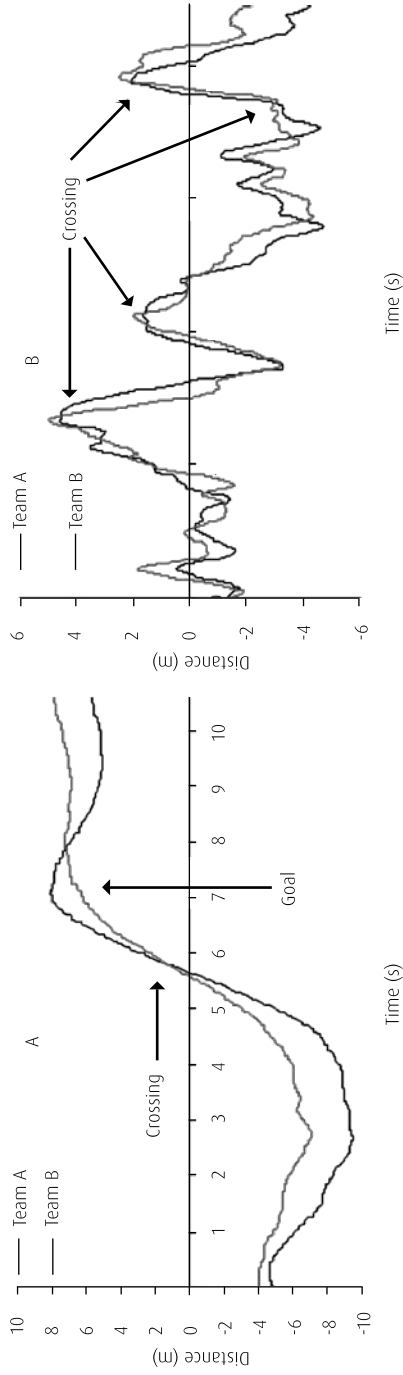 A
Team A
Team B
10
8
6
4
2
0
-2
-4
-6
-8
-10
Distance (m)
1
2
3
4
5
6
7
8
9
10
Crossing
Goal
Time (s)
B
Team A
Team B
6
4
2
0
-2
-4
-6
Distance (m)
Crossing
Time (s)